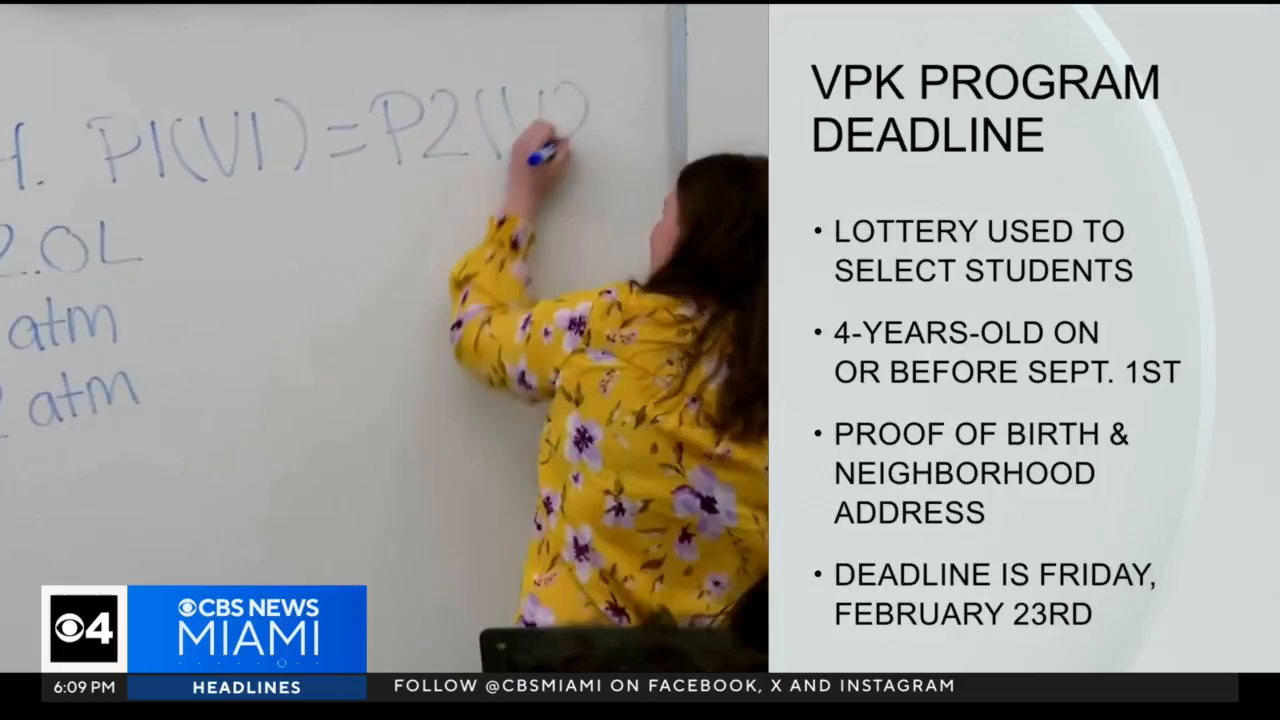 4. P1(V1) = P2(V
2.0L
atm
atm
VPK PROGRAM
DEADLINE
• LOTTERY USED TO
SELECT STUDENTS
• 4-YEARS-OLD ON
OR BEFORE SEPT. 1ST
• PROOF OF BIRTH &
NEIGHBORHOOD
ADDRESS
• DEADLINE IS FRIDAY,
FEBRUARY 23RD
4
CBS NEWS
MIAMI
6:09 PM
HEADLINES
FOLLOW @CBSMIAMI ON FACEBOOK, X AND INSTAGRAM